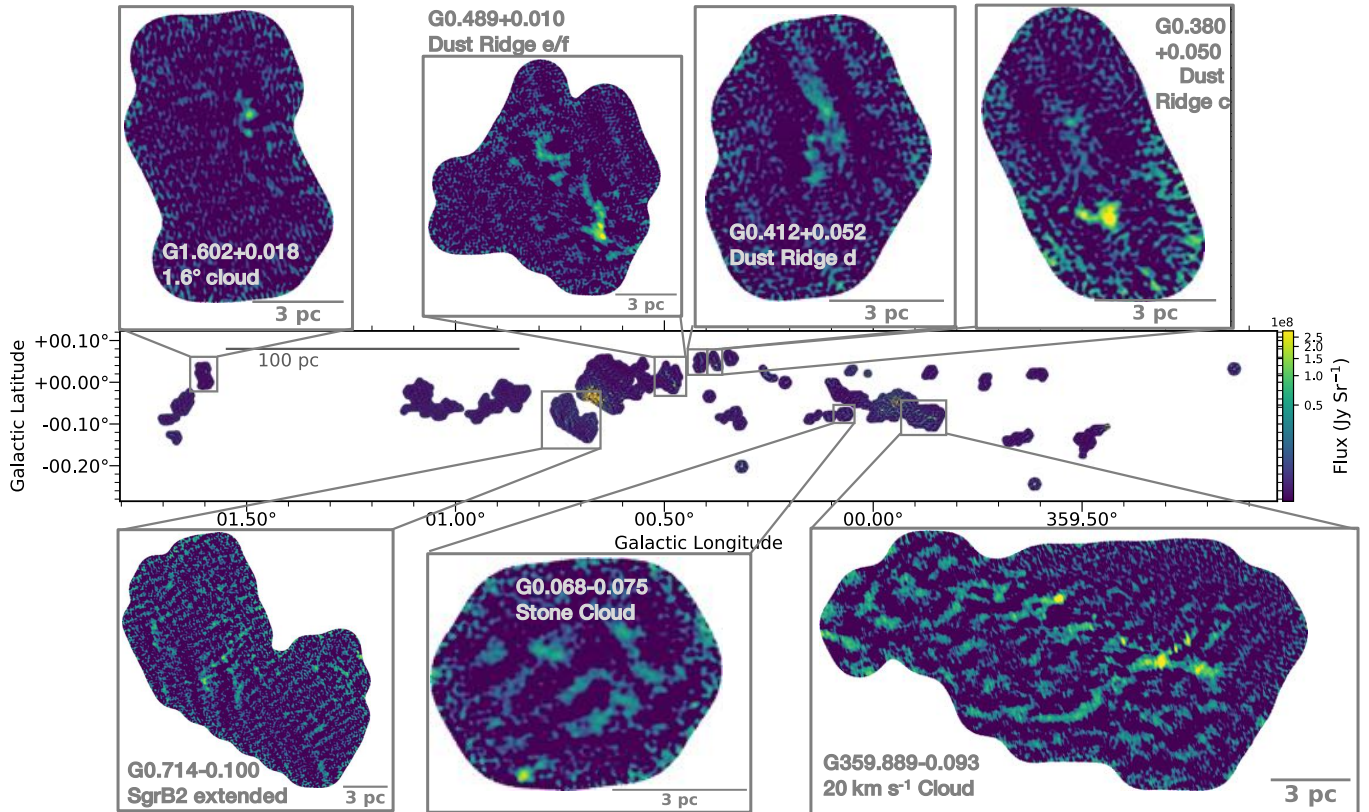 G0.489+0.010
Dust Ridge e/f
G0.380
+0.050
Dust
Ridge c
G1.602+0.018
1.6° cloud
G0.412+0.052
Dust Ridge d
3 pc
3 pc
3 pc
3 pc
Galactic Latitude
+00.10°
+00.00°
-00.10°
-00.20°
100 pc
1e8
2.5
1.5
1.0
0.5
Flux (Jy Sr⁻¹)
01.50°
01.00°
00.50°
00.00°
359.50°
Galactic Longitude
G0.068-0.075
Stone Cloud
G0.714-0.100
SgrB2 extended
3 pc
3 pc
G359.889-0.093
20 km s⁻¹ Cloud
3 pc